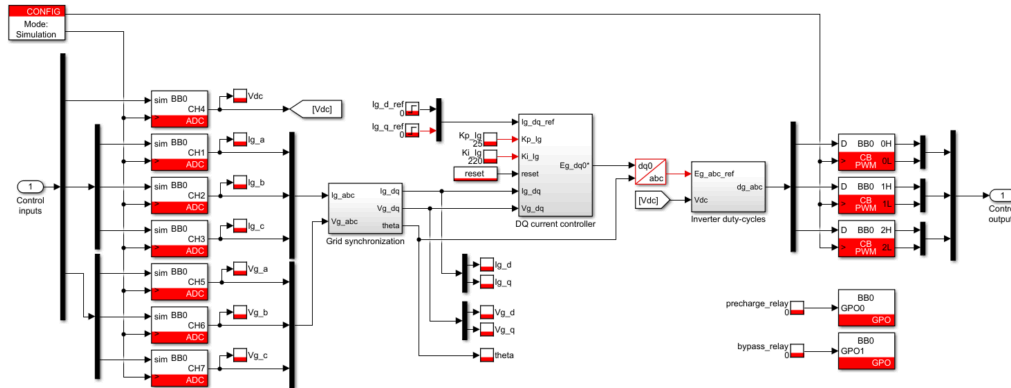 CONFIG
Mode:
Simulation
1
Control
inputs
sim BB0
CH4
> ADC
Vdc
[Vdc]
sim BB0
CH1
> ADC
Ig_a
sim BB0
CH2
> ADC
Ig_b
sim BB0
CH3
> ADC
Ig_c
sim BB0
CH5
> ADC
Vg_a
sim BB0
CH6
> ADC
Vg_b
sim BB0
CH7
> ADC
Vg_c
Ig_abc
Vg_abc
Ig_dq
Vg_dq
theta
Grid synchronization
Ig_d_ref
0
Ig_q_ref
0
Kp_Ig
25
Ki_Ig
220
reset
Ig_dq_ref
Kp_Ig
Ki_Ig
reset
Ig_dq
Vg_dq
Eg_dq0*
DQ current controller
Ig_d
Ig_q
Vg_d
Vg_q
theta
dq0
abc
[Vdc]
Eg_abc_ref
Vdc
dg_abc
Inverter duty-cycles
D BB0 0H
> CB 0L
PWM
D BB0 1H
> CB 1L
PWM
D BB0 2H
> CB 2L
PWM
1
Contro
output
precharge_relay
0
BB0
GPO0
GPO
bypass_relay
0
BB0
GPO1
GPO